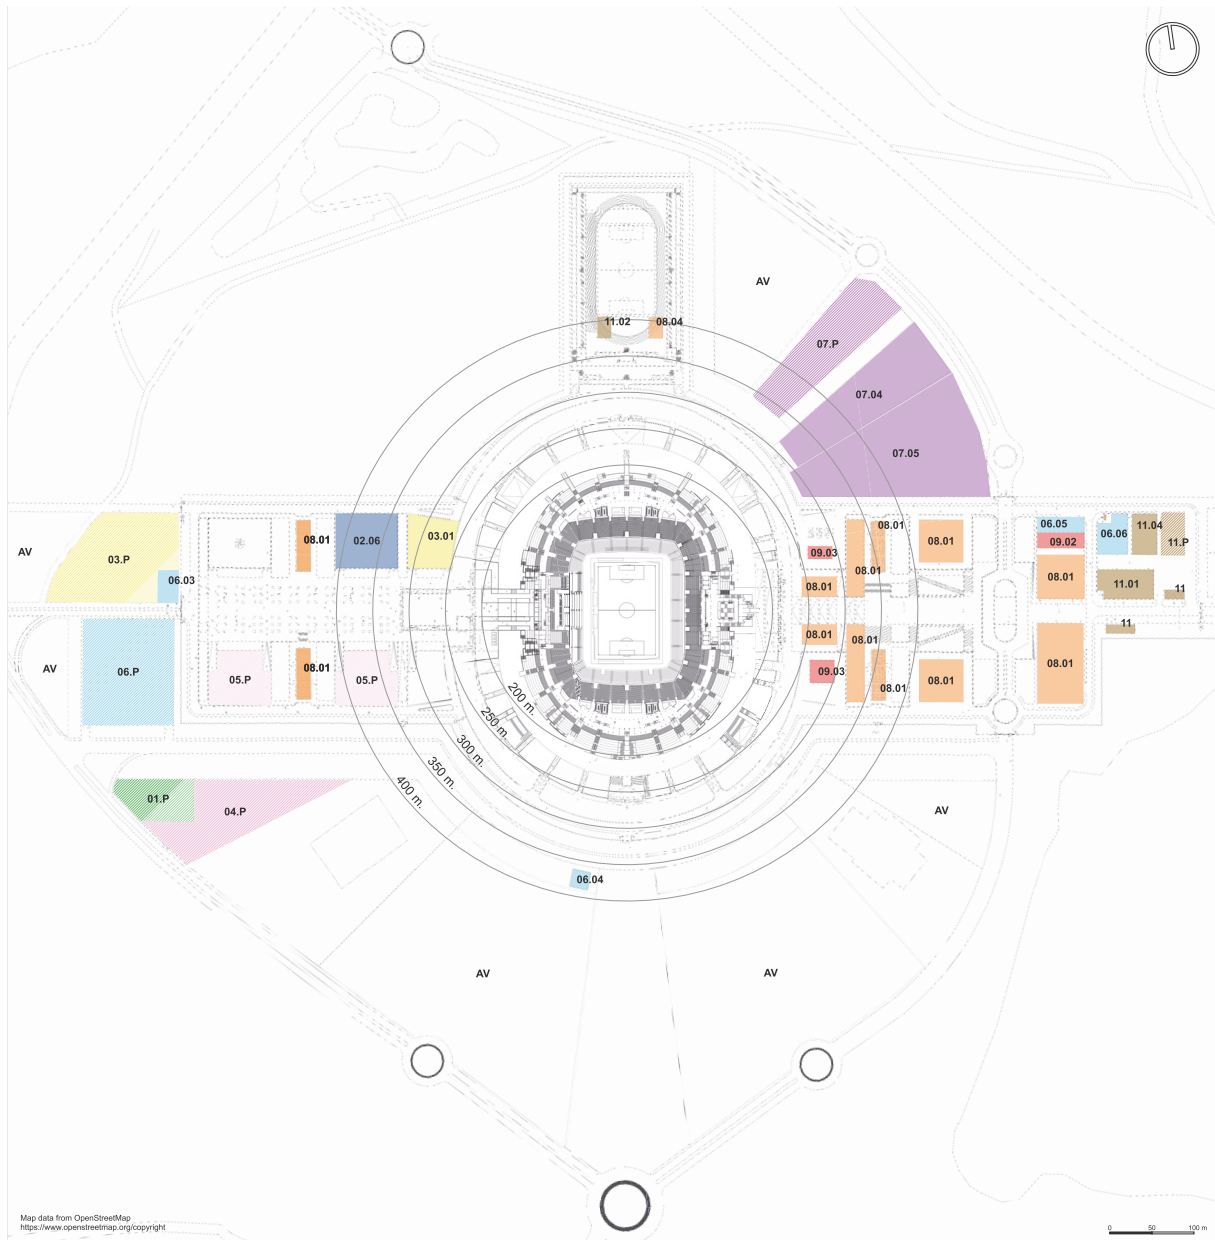 AV
11.02
08.04
07.P
07.04
07.05
AV
03.P
06.03
08.01
02.06
03.01
09.03
08.01
08.01
08.01
08.01
06.05
09.02
08.01
06.06
11.04
11.P
11.01
11
11
AV
06.P
05.P
08.01
05.P
08.01
08.01
09.03
08.01
08.01
08.01
200 m.
250 m.
300 m.
350 m.
400 m.
01.P
04.P
AV
06.04
AV
AV
Map data from OpenStreetMap
https://www.openstreetmap.org/copyright
0 50 100 m